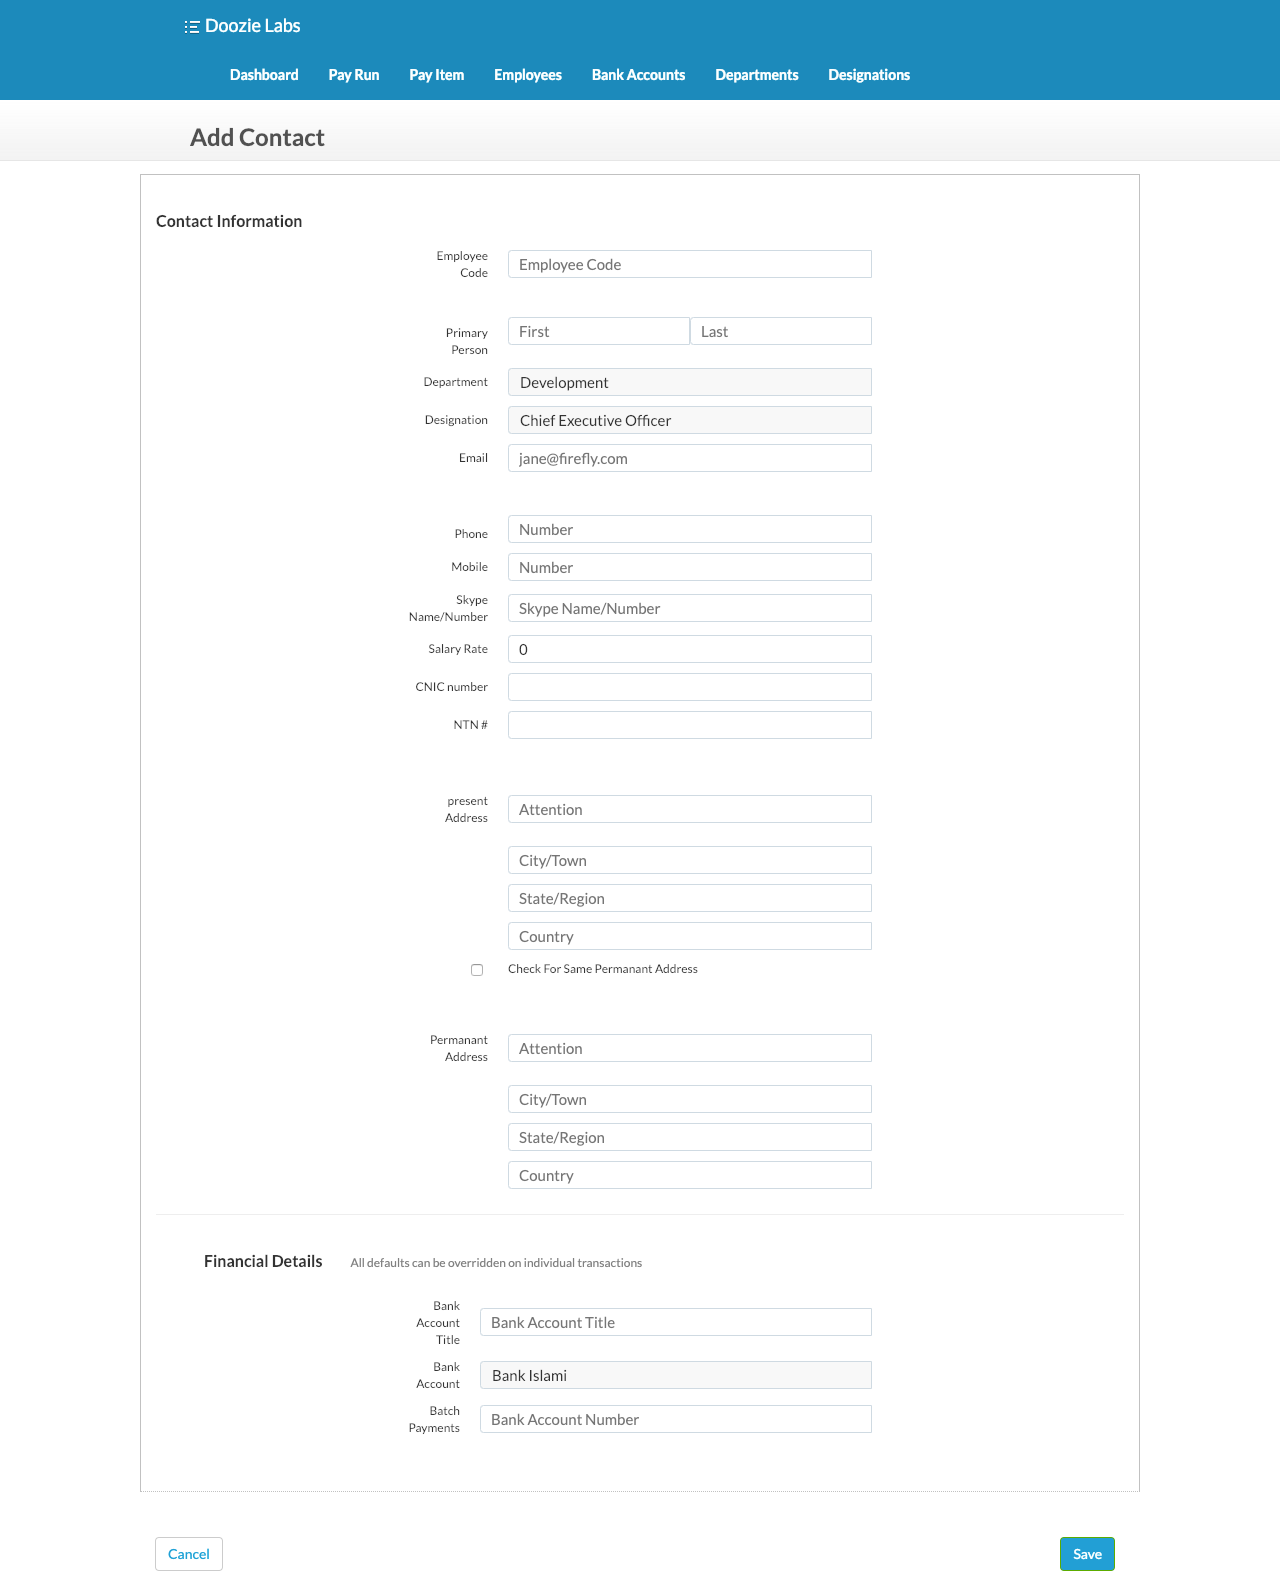 Doozie Labs
Dashboard Pay Run Pay Item Employees Bank Accounts Departments Designations
Add Contact
Contact Information
Employee
Code
Employee Code
Primary
Person
First Last
Department Development
Designation Chief Executive Officer
Email jane@firefly.com
Phone Number
Mobile Number
Skype
Name/Number
Skype Name/Number
Salary Rate 0
CNIC number
NTN #
present
Address
Attention
City/Town
State/Region
Country
Check For Same Permanant Address
Permanant
Address
Attention
City/Town
State/Region
Country
Financial Details All defaults can be overridden on individual transactions
Bank
Account
Title
Bank Account Title
Bank
Account
Bank Islami
Batch
Payments
Bank Account Number
Cancel Save